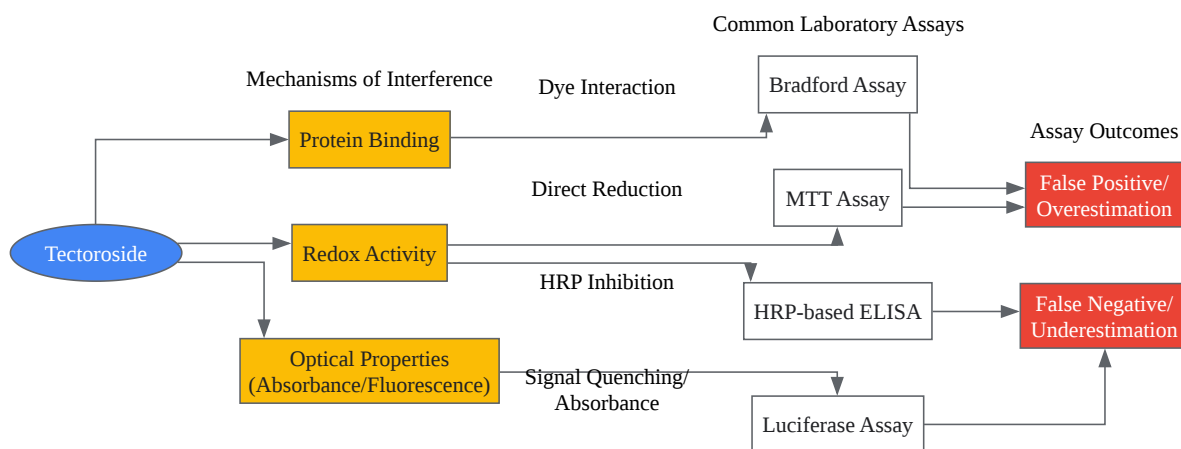 Common Laboratory Assays
Mechanisms of Interference
Dye Interaction
Bradford Assay
Protein Binding
Assay Outcomes
Direct Reduction
MTT Assay
False Positive/
Overestimation
Tectoroside
Redox Activity
HRP Inhibition
HRP-based ELISA
False Negative/
Underestimation
Optical Properties
(Absorbance/Fluorescence)
Signal Quenching/
Absorbance
Luciferase Assay